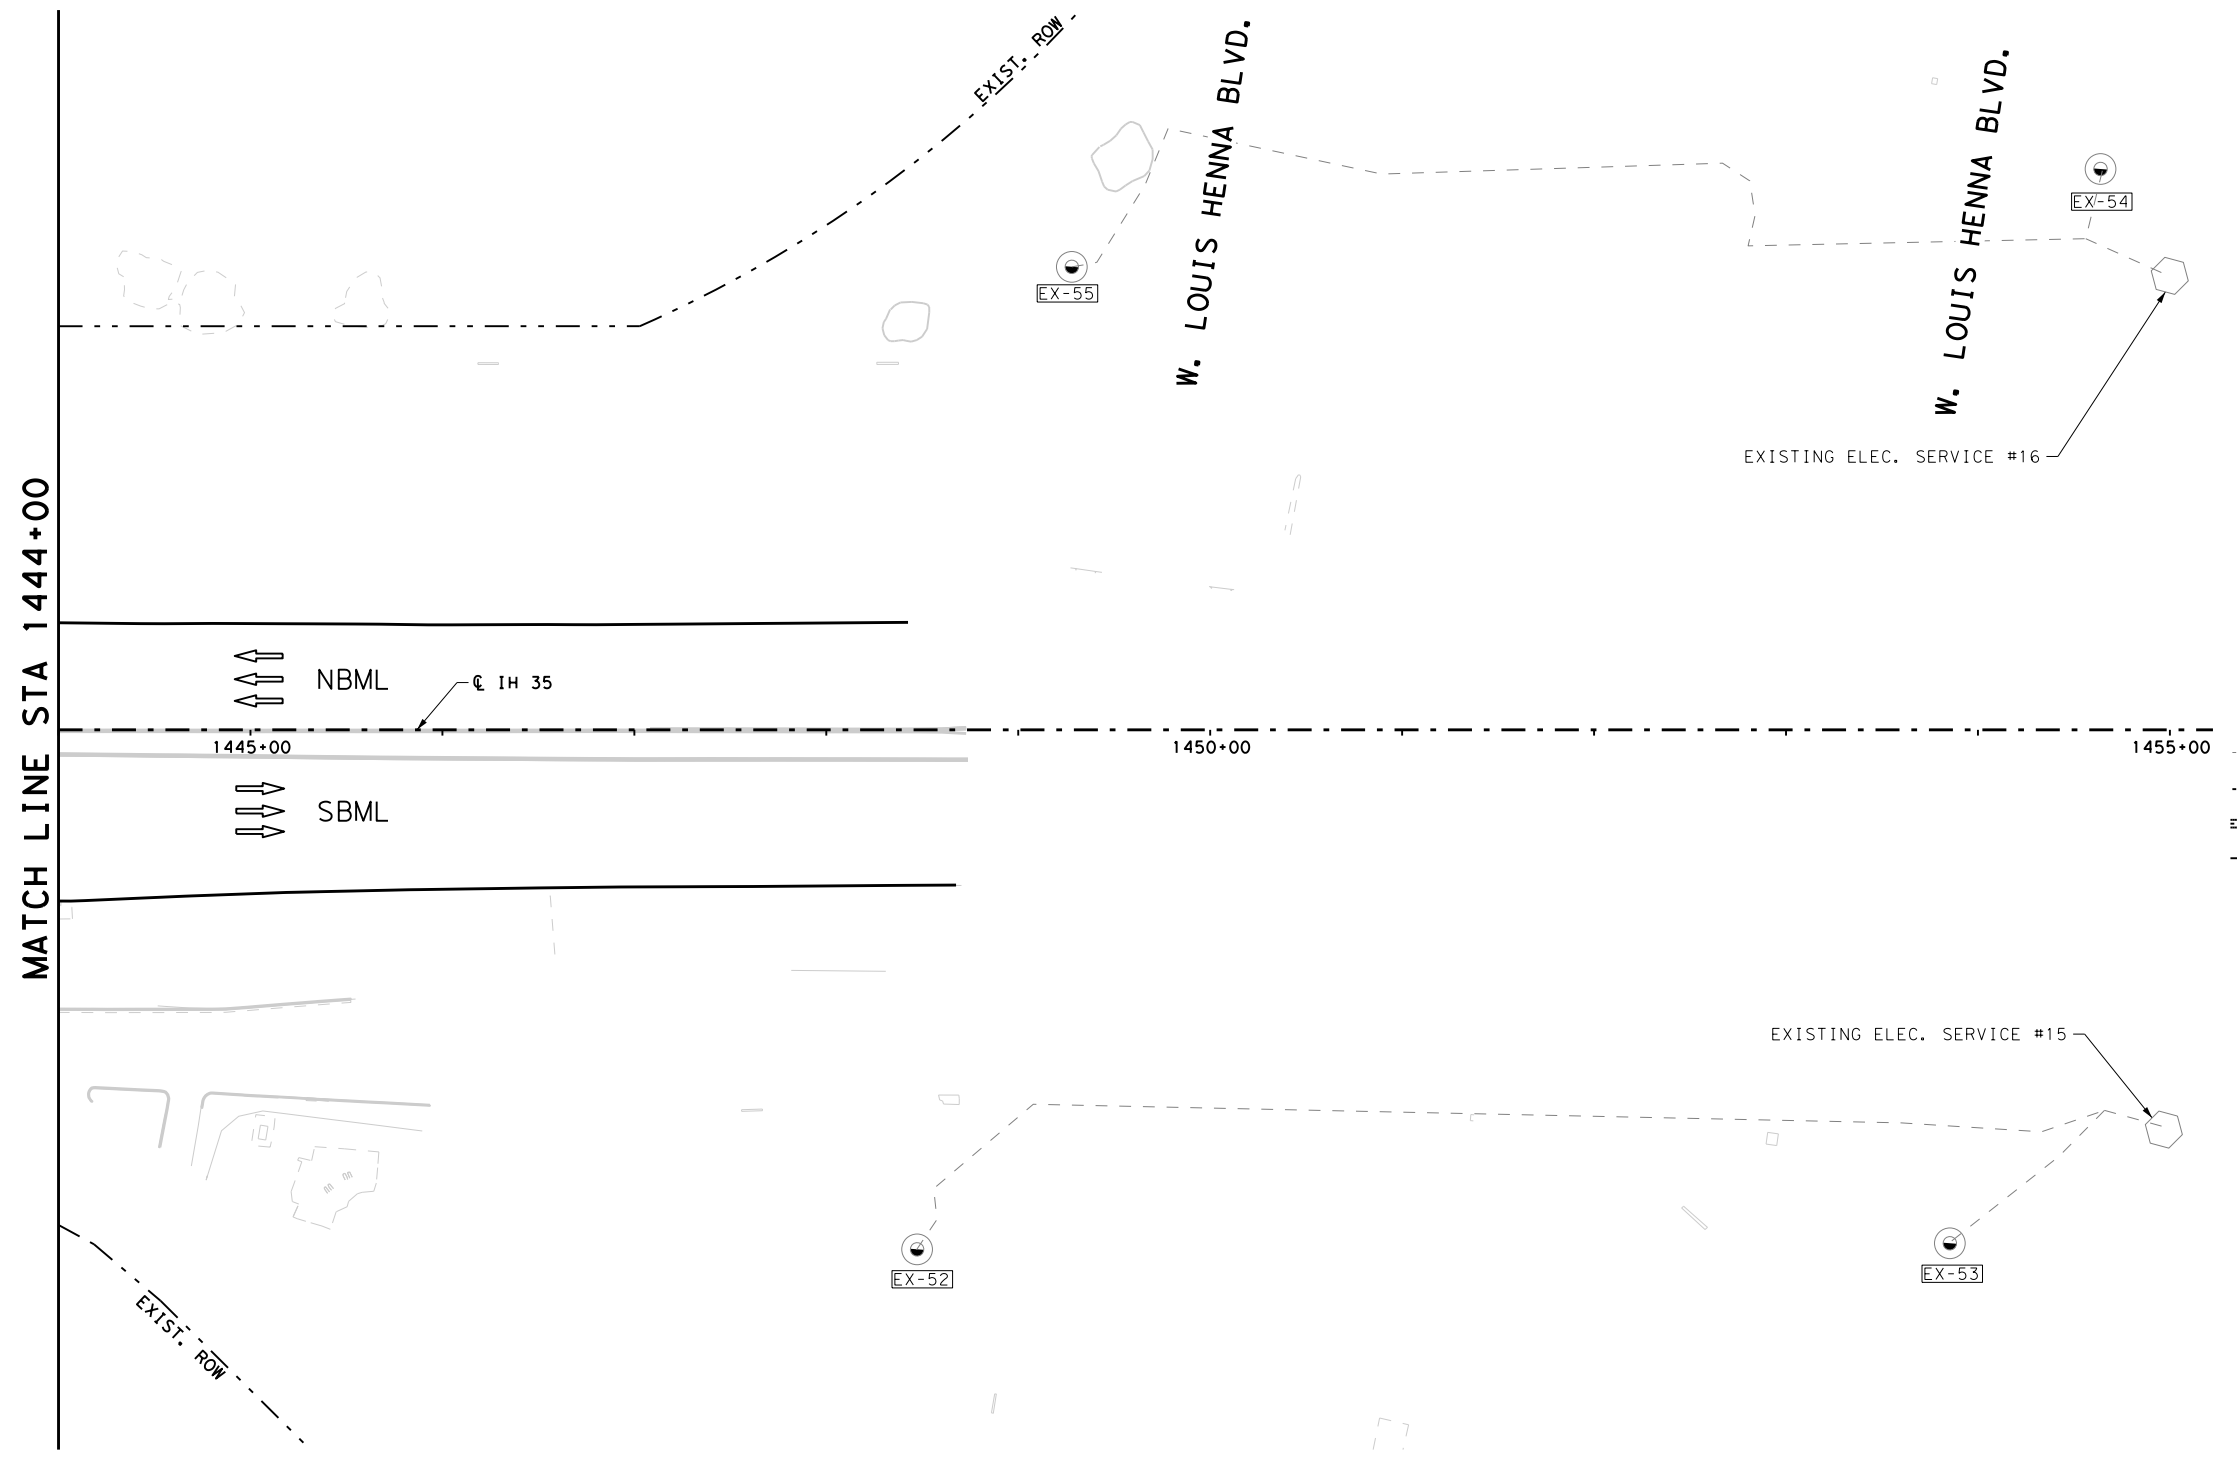 EXIST. ROW
W. LOUIS HENNA BLVD.
W. LOUIS HENNA BLVD.
EX-54
EX-55
EXISTING ELEC. SERVICE #16
MATCH LINE STA 1444+00
NBML
℄ IH 35
1445+00
1450+00
1455+00
SBML
EXISTING ELEC. SERVICE #15
EX-52
EX-53
EXIST. ROW